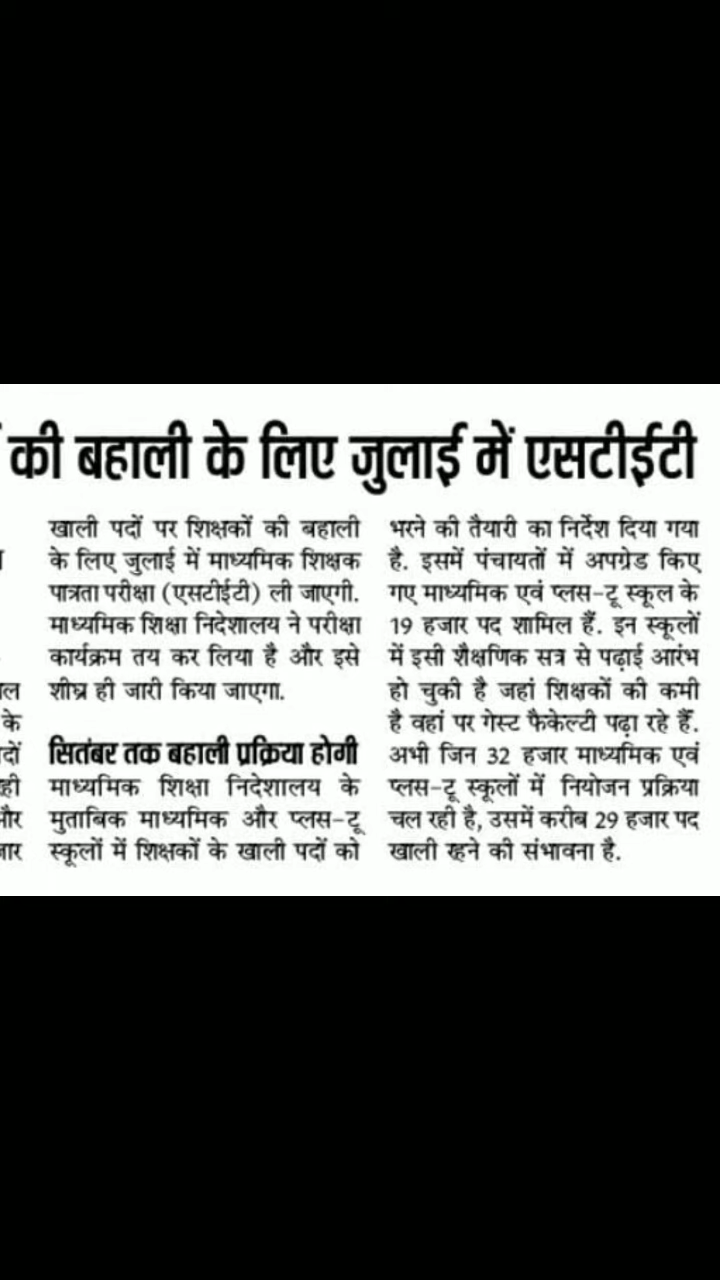 की बहाली के लिए जुलाई में एसटीईटी
खाली पदों पर शिक्षकों की बहाली
के लिए जुलाई में माध्यमिक शिक्षक
पात्रता परीक्षा (एसटीईटी) ली जाएगी.
माध्यमिक शिक्षा निदेशालय ने परीक्षा
कार्यक्रम तय कर लिया है और इसे
शीघ्र ही जारी किया जाएगा.
सितंबर तक बहाली प्रक्रिया होगी
माध्यमिक शिक्षा निदेशालय के
मुताबिक माध्यमिक और प्लस-टू
स्कूलों में शिक्षकों के खाली पदों को
भरने की तैयारी का निर्देश दिया गया
है. इसमें पंचायतों में अपग्रेड किए
गए माध्यमिक एवं प्लस-टू स्कूल के
19 हजार पद शामिल हैं. इन स्कूलों
में इसी शैक्षणिक सत्र से पढ़ाई आरंभ
हो चुकी है जहां शिक्षकों की कमी
है वहां पर गेस्ट फैकेल्टी पढ़ा रहे हैं.
अभी जिन 32 हजार माध्यमिक एवं
प्लस-टू स्कूलों में नियोजन प्रक्रिया
चल रही है, उसमें करीब 29 हजार पद
खाली रहने की संभावना है.